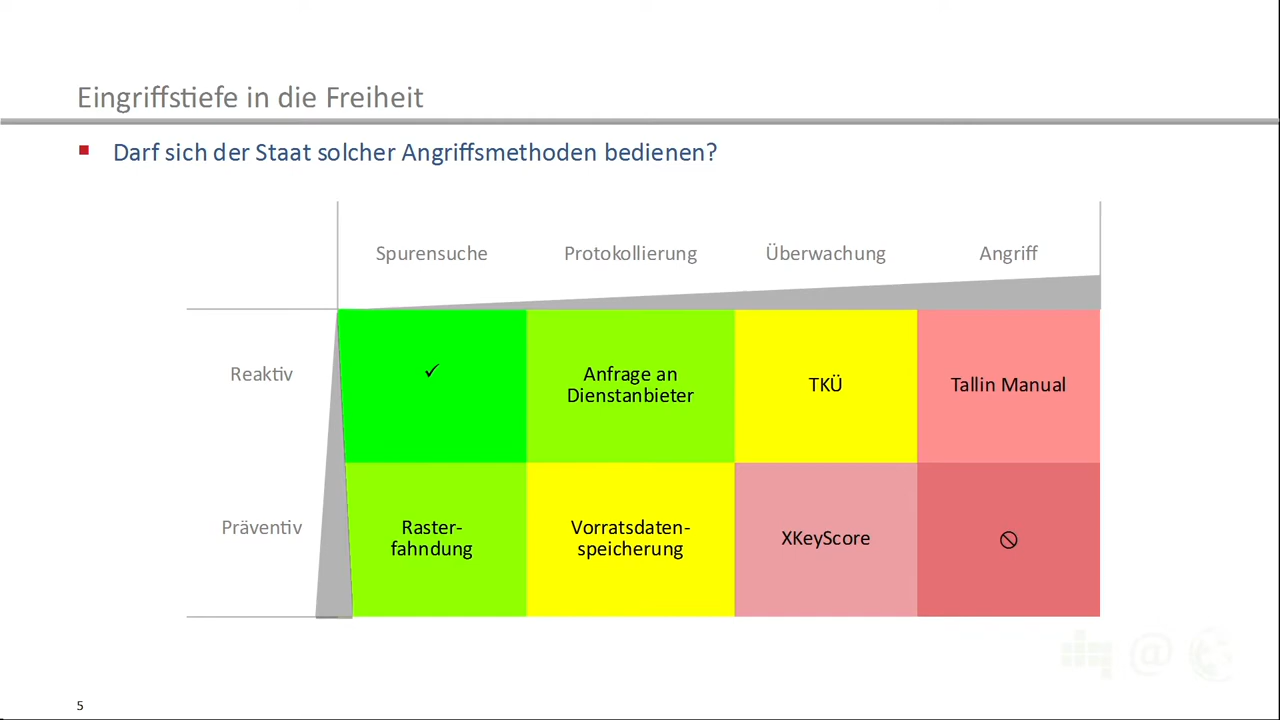 Eingriffstiefe in die Freiheit
Darf sich der Staat solcher Angriffsmethoden bedienen?
Spurensuche Protokollierung Überwachung Angriff
Reaktiv
✓
Anfrage an
Dienstanbieter
TKÜ
Tallin Manual
Präventiv
Raster-
fahndung
Vorratsdaten-
speicherung
XKeyScore
5